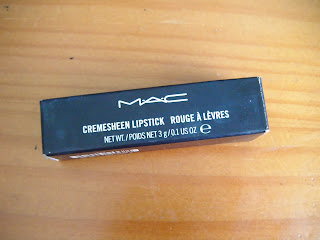 MAC
CREMESHEEN LIPSTICK ROUGE À LÈVRES
NET WT./POIDS NET 3 g/0.1 US OZ ℮